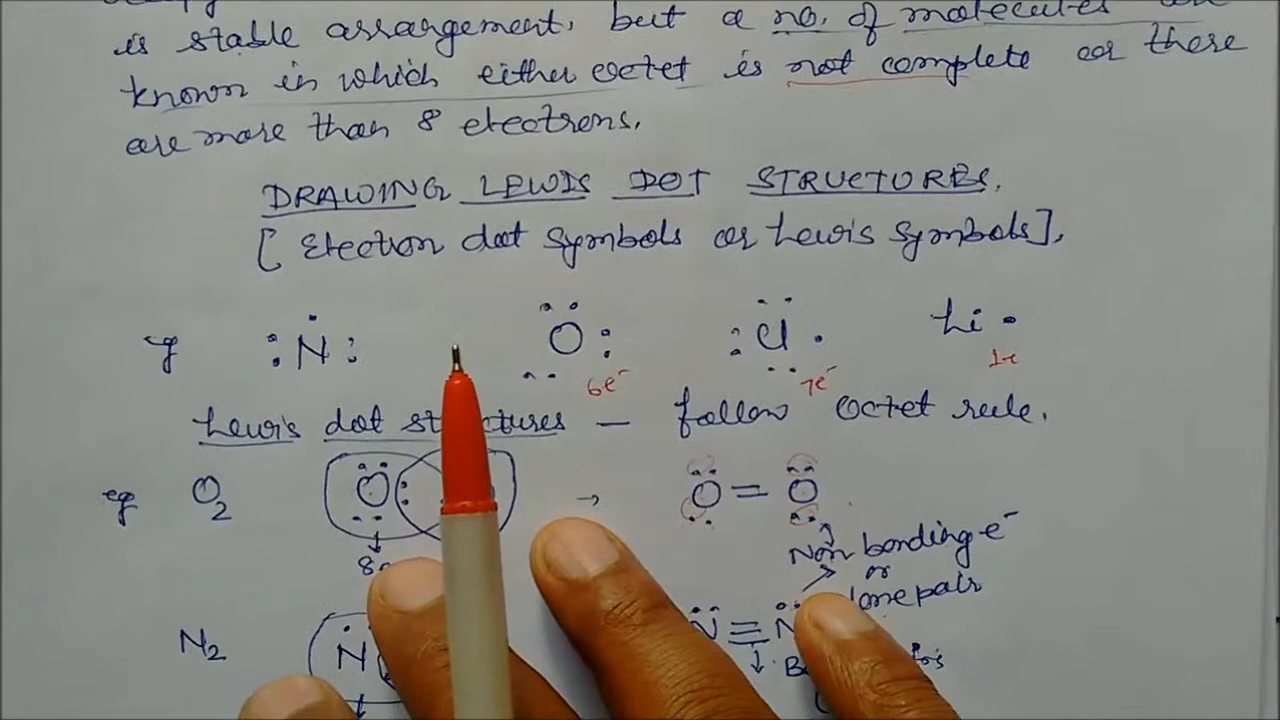 is stable arrangement, but a no. of molecules are
known in which either octet is not complete or there
are more than 8 electrons.
DRAWING LEWIS DOT STRUCTURES.
[Electron dot symbols or Lewis symbols],
eg :N: O: :Cl. Li.
6e- 7e- 1e
Lewis dot structures – follow Octet rule.
eg O2 O: → O=O
Non bonding e-
or
lone pair
8e
N2 N N≡N